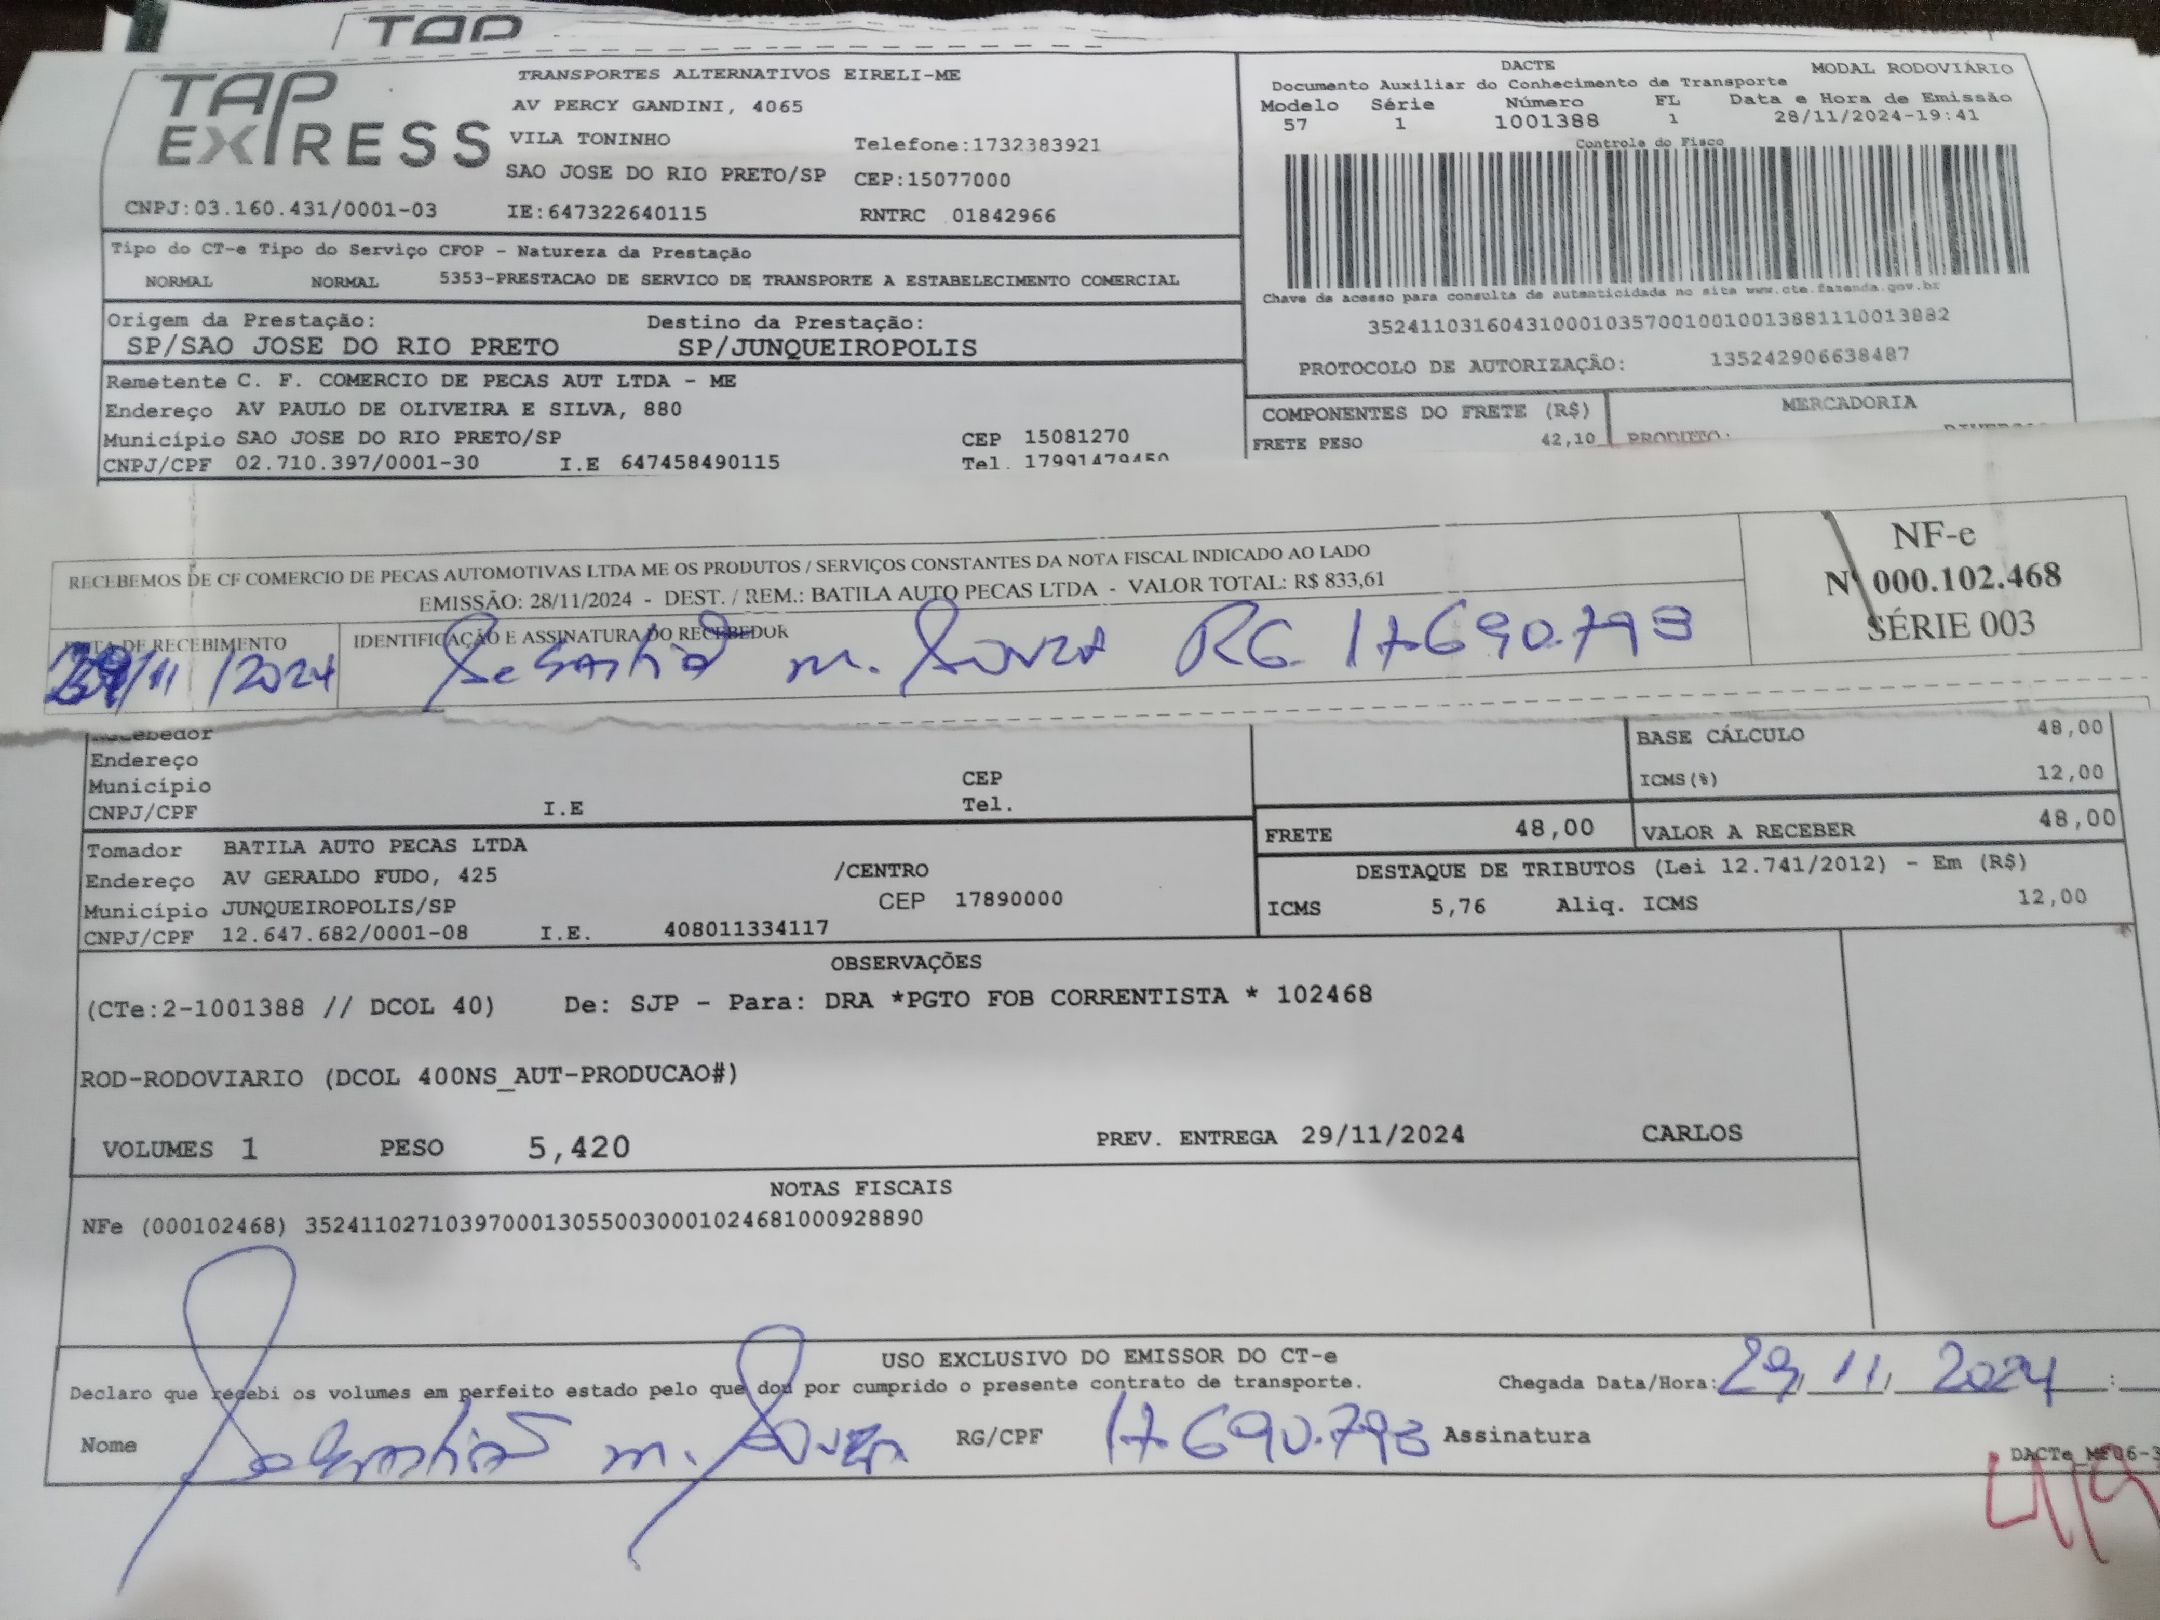 TAP
TAP EXPRESS
TRANSPORTES ALTERNATIVOS EIRELI-ME
AV PERCY GANDINI, 4065
VILA TONINHO Telefone:1732383921
SAO JOSE DO RIO PRETO/SP CEP:15077000
CNPJ:03.160.431/0001-03 IE:647322640115 RNTRC 01842966
DACTE MODAL RODOVIÁRIO
Documento Auxiliar do Conhecimento de Transporte
Modelo Série Número FL Data e Hora de Emissão
57 1 1001388 1 28/11/2024-19:41
Controle do Fisco
Chave de acesso para consulta de autenticidade no site www.cte.fazenda.gov.br
35241103160431000103570010010013881110013882
PROTOCOLO DE AUTORIZAÇÃO: 135242906638487
Tipo do CT-e Tipo do Serviço CFOP - Natureza da Prestação
NORMAL NORMAL 5353-PRESTACAO DE SERVICO DE TRANSPORTE A ESTABELECIMENTO COMERCIAL
Origem da Prestação: Destino da Prestação:
SP/SAO JOSE DO RIO PRETO SP/JUNQUEIROPOLIS
Remetente C. F. COMERCIO DE PECAS AUT LTDA - ME
Endereço AV PAULO DE OLIVEIRA E SILVA, 880
Município SAO JOSE DO RIO PRETO/SP CEP 15081270
CNPJ/CPF 02.710.397/0001-30 I.E 647458490115 Tel. 17991479450
COMPONENTES DO FRETE (R$) MERCADORIA
FRETE PESO 42,10 PRODUTO:
RECEBEMOS DE CF COMERCIO DE PECAS AUTOMOTIVAS LTDA ME OS PRODUTOS / SERVIÇOS CONSTANTES DA NOTA FISCAL INDICADO AO LADO
EMISSÃO: 28/11/2024 - DEST. / REM.: BATILA AUTO PECAS LTDA - VALOR TOTAL: R$ 833,61
DATA DE RECEBIMENTO IDENTIFICAÇÃO E ASSINATURA DO RECEBEDOR
29/11/2024 Sebastião m. Souza RG. 17690.793
NF-e
Nº 000.102.468
SÉRIE 003
Recebedor
Endereço
Município CEP
CNPJ/CPF I.E Tel.
BASE CÁLCULO 48,00
ICMS(%) 12,00
FRETE 48,00 VALOR A RECEBER 48,00
Tomador BATILA AUTO PECAS LTDA
Endereço AV GERALDO FUDO, 425 /CENTRO
Município JUNQUEIROPOLIS/SP CEP 17890000
CNPJ/CPF 12.647.682/0001-08 I.E. 408011334117
DESTAQUE DE TRIBUTOS (Lei 12.741/2012) - Em (R$)
ICMS 5,76 Aliq. ICMS 12,00
OBSERVAÇÕES
(CTe:2-1001388 // DCOL 40) De: SJP - Para: DRA *PGTO FOB CORRENTISTA * 102468
ROD-RODOVIARIO (DCOL 400NS_AUT-PRODUCAO#)
VOLUMES 1 PESO 5,420 PREV. ENTREGA 29/11/2024 CARLOS
NOTAS FISCAIS
NFe (000102468) 35241102710397000130550030001024681000928890
USO EXCLUSIVO DO EMISSOR DO CT-e
Declaro que recebi os volumes em perfeito estado pelo que dou por cumprido o presente contrato de transporte. Chegada Data/Hora: 29/11/2024 :
Nome Sebastião m. Souza RG/CPF 17690.793 Assinatura